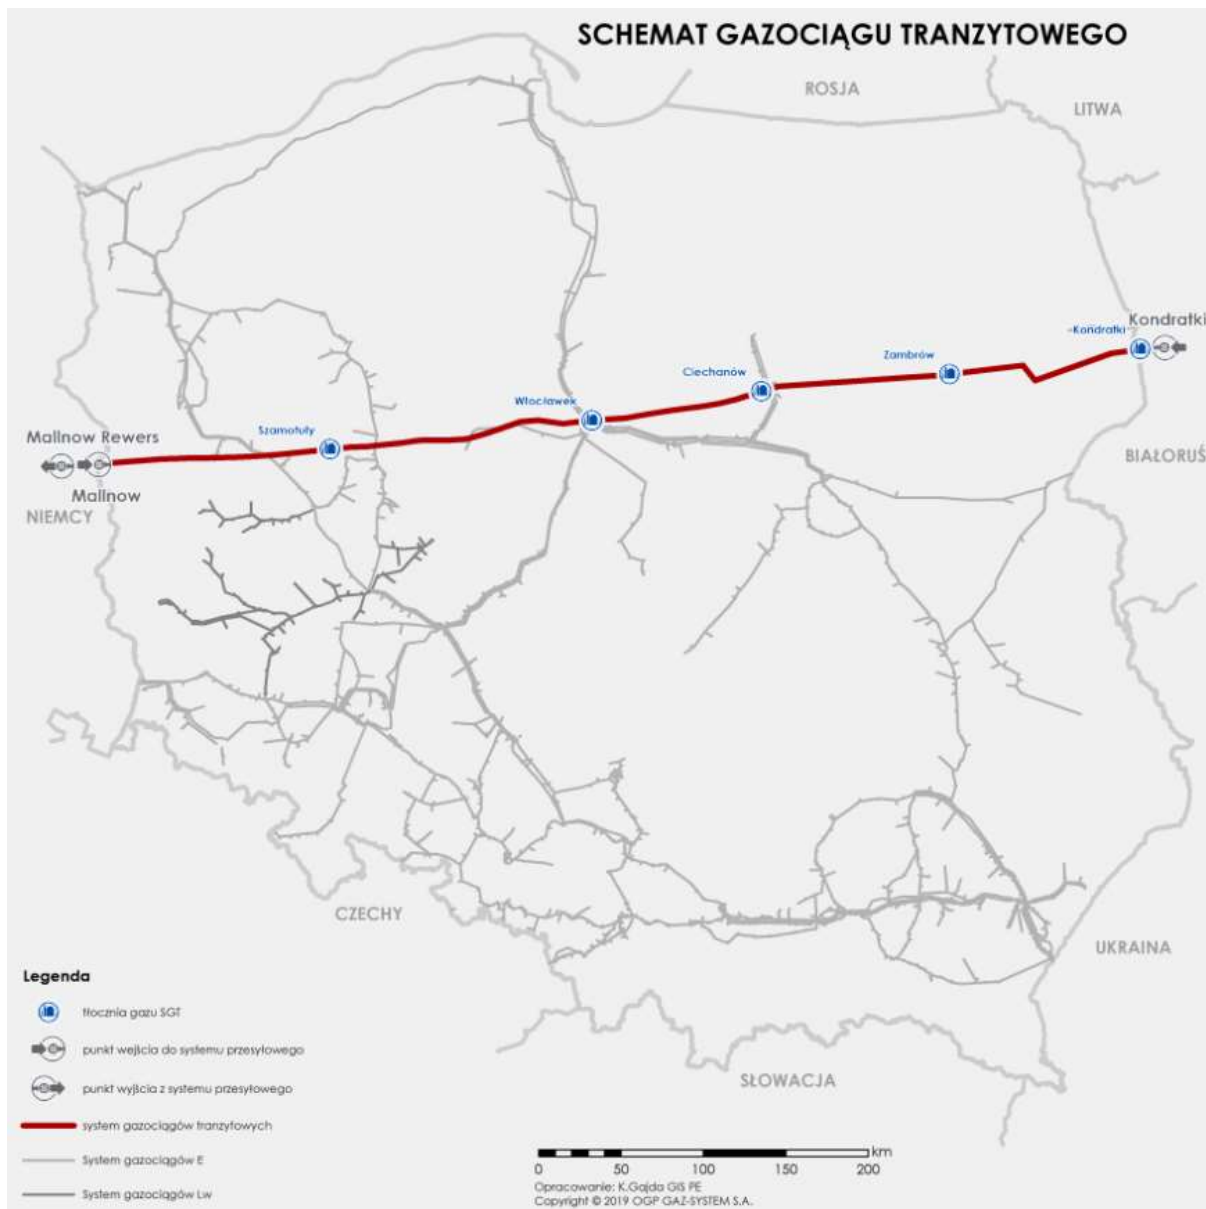 SCHEMAT GAZOCIĄGU TRANZYTOWEGO
ROSJA
LITWA
Kondratki
Kondratki
Zambrów
Ciechanów
Włocławek
Szamotuły
Mallnow Rewers
Mallnow
NIEMCY
BIAŁORUŚ
CZECHY
UKRAINA
SŁOWACJA
Legenda
tłocznia gazu SGT
punkt wejścia do systemu przesyłowego
punkt wyjścia z systemu przesyłowego
system gazociągów tranzytowych
System gazociągów E
System gazociągów Lw
km
0 50 100 150 200
Opracowanie: K.Gajda GIS PE
Copyright © 2019 OGP GAZ-SYSTEM S.A.